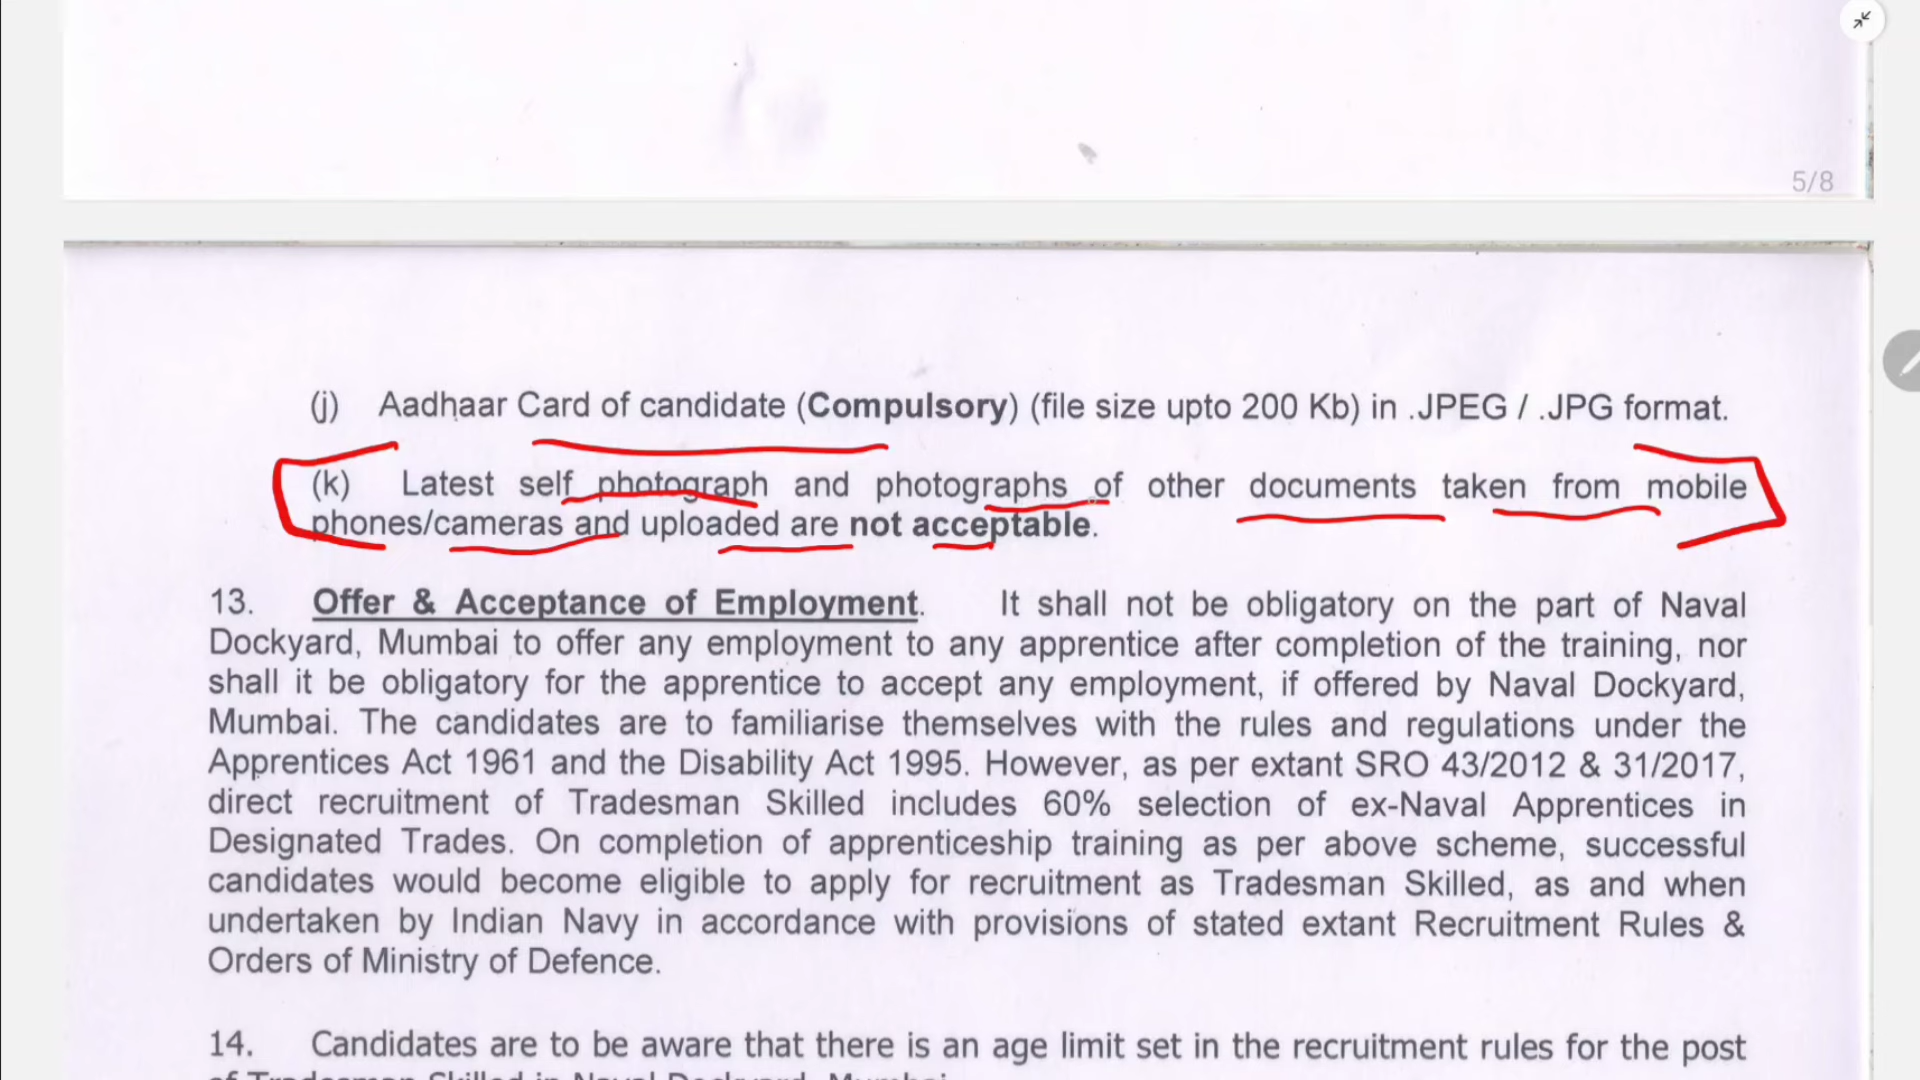 5/8
(j) Aadhaar Card of candidate (Compulsory) (file size upto 200 Kb) in .JPEG / .JPG format.
(k) Latest self photograph and photographs of other documents taken from mobile
phones/cameras and uploaded are not acceptable.
13. Offer & Acceptance of Employment. It shall not be obligatory on the part of Naval
Dockyard, Mumbai to offer any employment to any apprentice after completion of the training, nor
shall it be obligatory for the apprentice to accept any employment, if offered by Naval Dockyard,
Mumbai. The candidates are to familiarise themselves with the rules and regulations under the
Apprentices Act 1961 and the Disability Act 1995. However, as per extant SRO 43/2012 & 31/2017,
direct recruitment of Tradesman Skilled includes 60% selection of ex-Naval Apprentices in
Designated Trades. On completion of apprenticeship training as per above scheme, successful
candidates would become eligible to apply for recruitment as Tradesman Skilled, as and when
undertaken by Indian Navy in accordance with provisions of stated extant Recruitment Rules &
Orders of Ministry of Defence.
14. Candidates are to be aware that there is an age limit set in the recruitment rules for the post
of Tradesman Skilled in Naval Dockyard, Mumbai